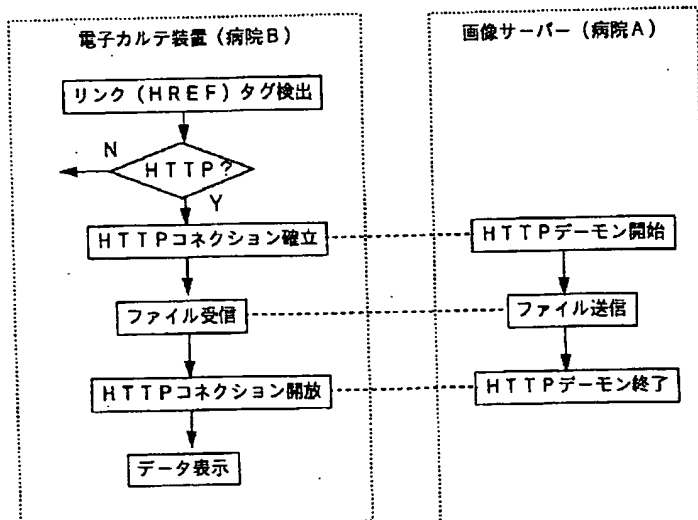 電子カルテ装置（病院B）
リンク（HREF）タグ検出
N
HTTP？
Y
HTTPコネクション確立
ファイル受信
HTTPコネクション開放
データ表示
画像サーバー（病院A）
HTTPデーモン開始
ファイル送信
HTTPデーモン終了